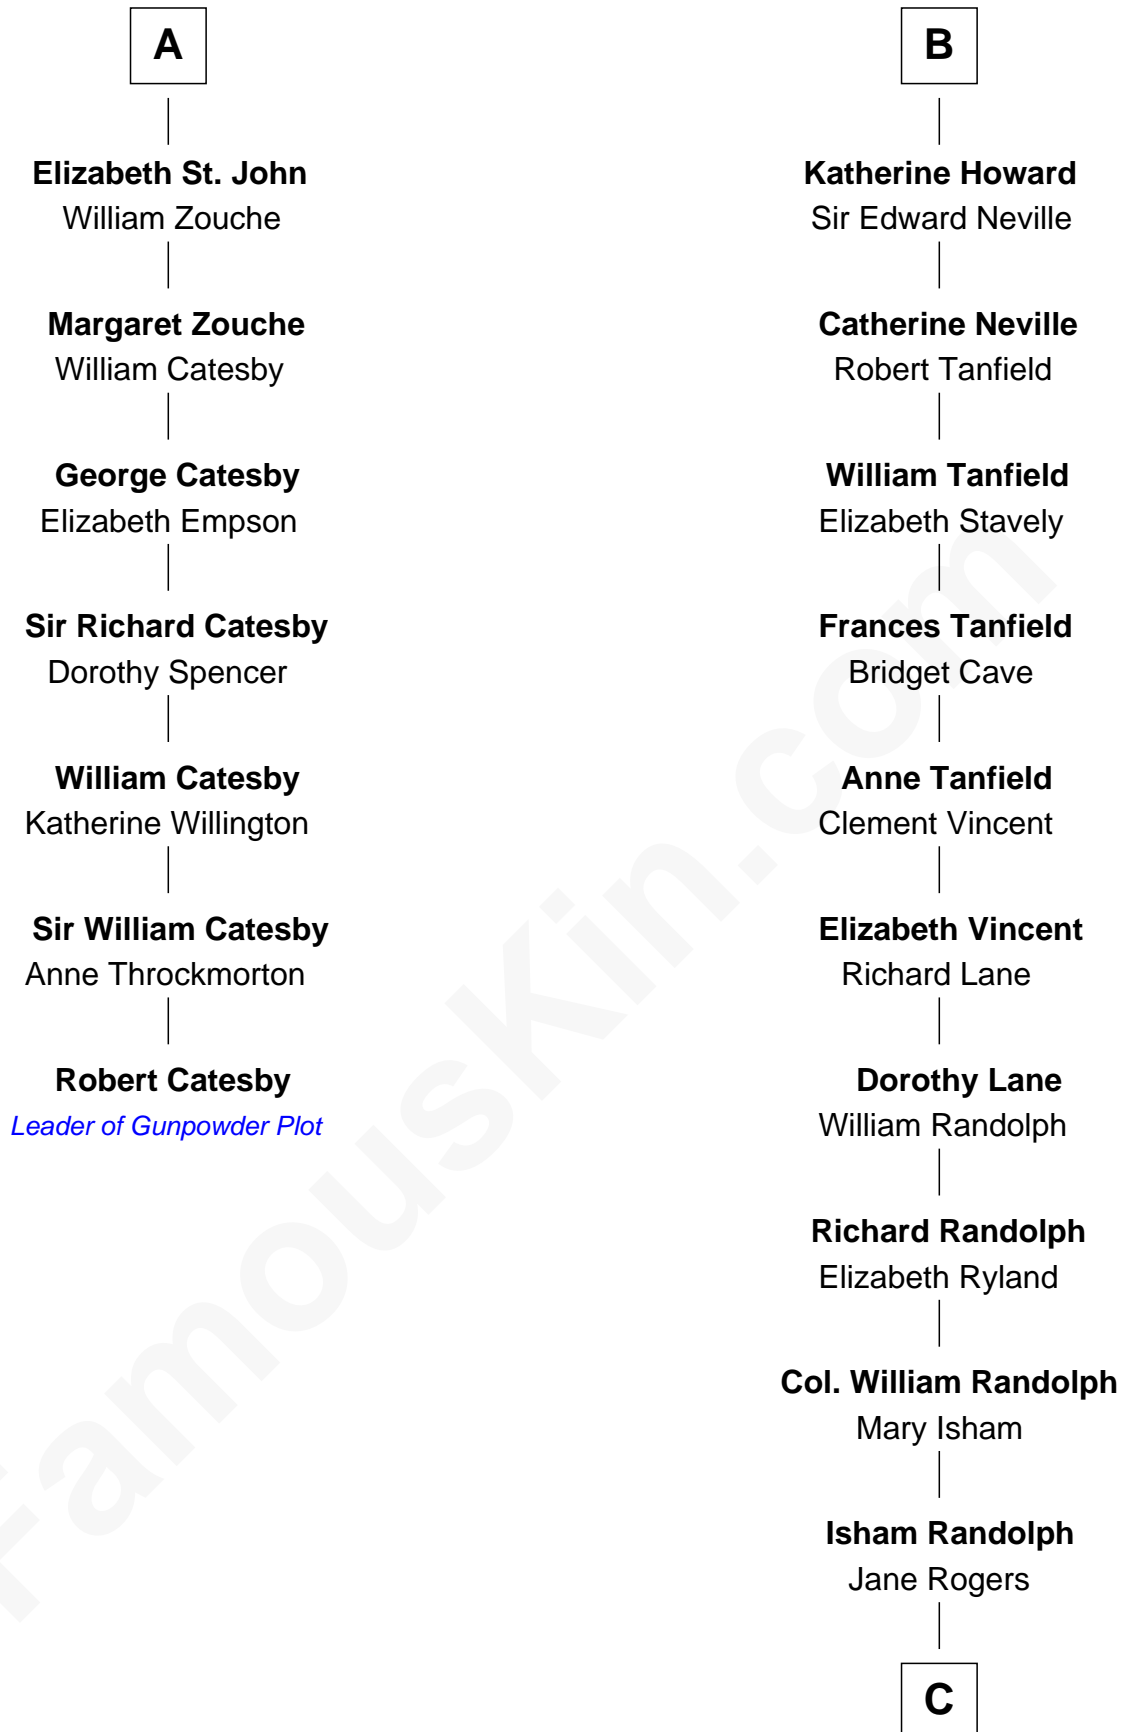 A
Elizabeth St. John
William Zouche
Margaret Zouche
William Catesby
George Catesby
Elizabeth Empson
Sir Richard Catesby
Dorothy Spencer
William Catesby
Katherine Willington
Sir William Catesby
Anne Throckmorton
Robert Catesby
Leader of Gunpowder Plot
B
Katherine Howard
Sir Edward Neville
Catherine Neville
Robert Tanfield
William Tanfield
Elizabeth Stavely
Frances Tanfield
Bridget Cave
Anne Tanfield
Clement Vincent
Elizabeth Vincent
Richard Lane
Dorothy Lane
William Randolph
Richard Randolph
Elizabeth Ryland
Col. William Randolph
Mary Isham
Isham Randolph
Jane Rogers
C
FamousKin.com